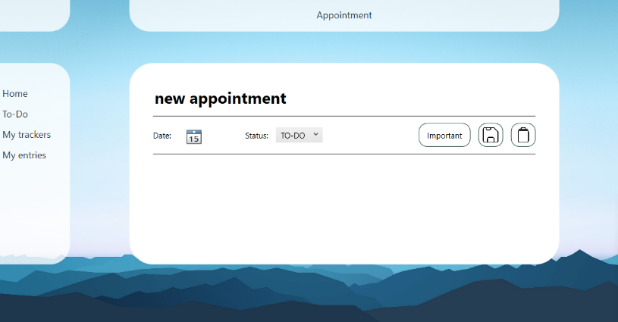 Appointment
Home
To-Do
My trackers
My entries
new appointment
Date: 15 Status: TO-DO Important